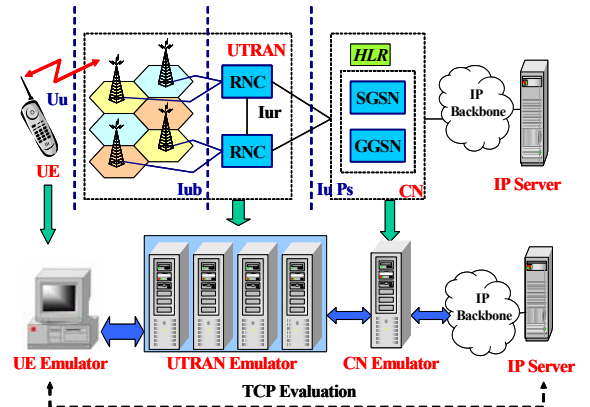 UTRAN
HLR
RNC
Uu
Iur
SGSN
IP
Backbone
GGSN
RNC
UE
Iub
Iu Ps
CN
IP Server
IP
Backbone
UE Emulator
UTRAN Emulator
CN Emulator
IP Server
TCP Evaluation